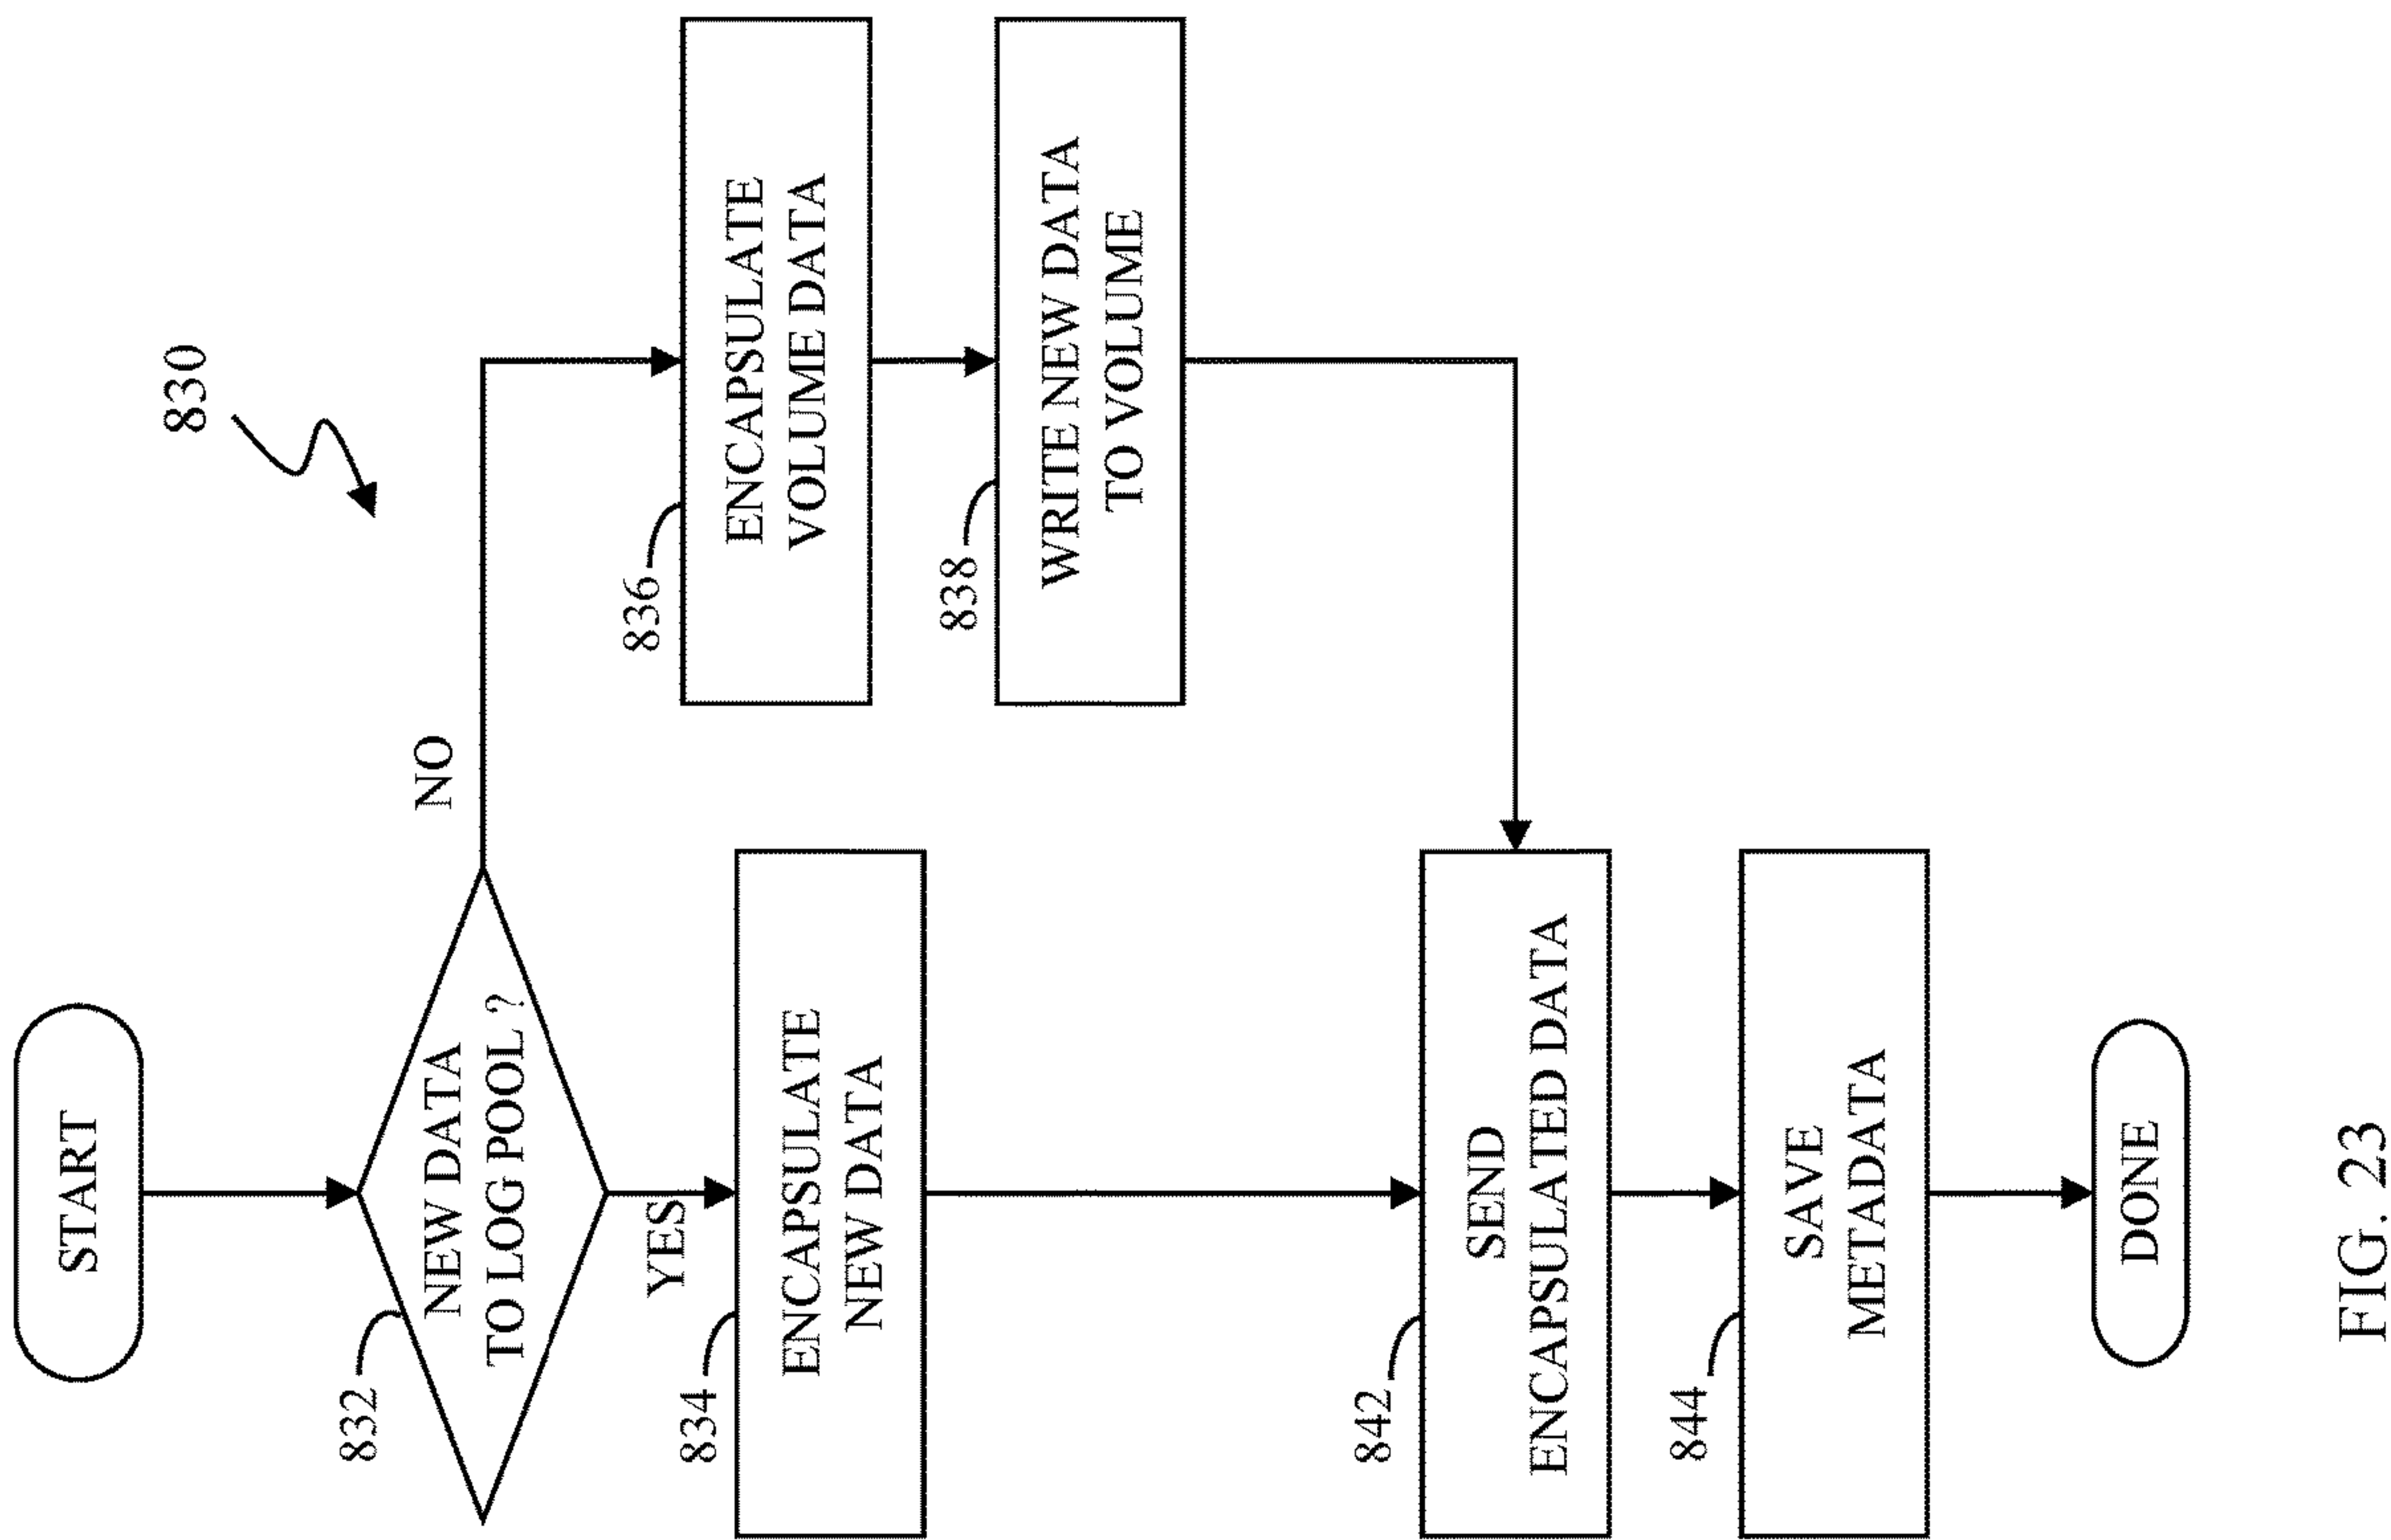 830
START
832
NEW DATA
TO LOG POOL ?
NO
YES
834
ENCAPSULATE
NEW DATA
836
ENCAPSULATE
VOLUME DATA
838
WRITE NEW DATA
TO VOLUME
842
SEND
ENCAPSULATED DATA
844
SAVE
METADATA
DONE
FIG. 23